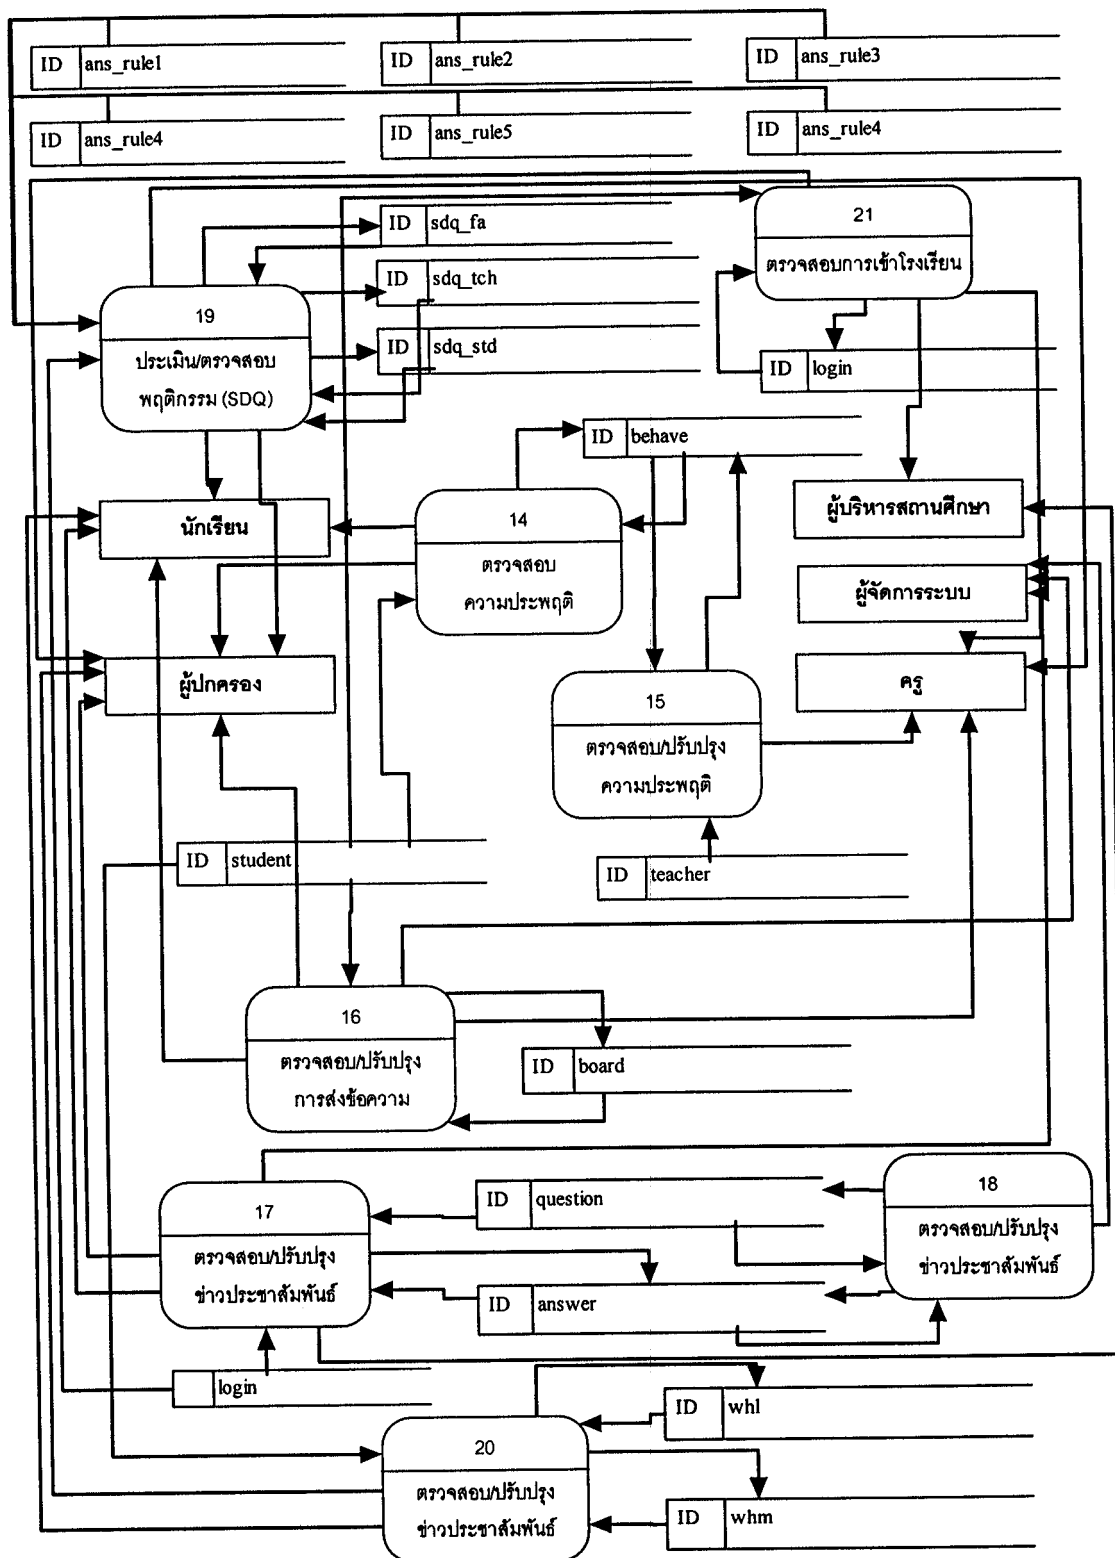 ID ans_rule1
ID ans_rule2
ID ans_rule3
ID ans_rule4
ID ans_rule5
ID ans_rule4
ID sdq_fa
21
ตรวจสอบการเข้าโรงเรียน
ID sdq_tch
19
ประเมิน/ตรวจสอบ
พฤติกรรม (SDQ)
ID sdq_std
ID login
ID behave
นักเรียน
14
ตรวจสอบ
ความประพฤติ
ผู้บริหารสถานศึกษา
ผู้จัดการระบบ
ผู้ปกครอง
ครู
15
ตรวจสอบ/ปรับปรุง
ความประพฤติ
ID student
ID teacher
16
ตรวจสอบ/ปรับปรุง
การส่งข้อความ
ID board
17
ตรวจสอบ/ปรับปรุง
ข่าวประชาสัมพันธ์
ID question
18
ตรวจสอบ/ปรับปรุง
ข่าวประชาสัมพันธ์
ID answer
login
ID whl
20
ตรวจสอบ/ปรับปรุง
ข่าวประชาสัมพันธ์
ID whm